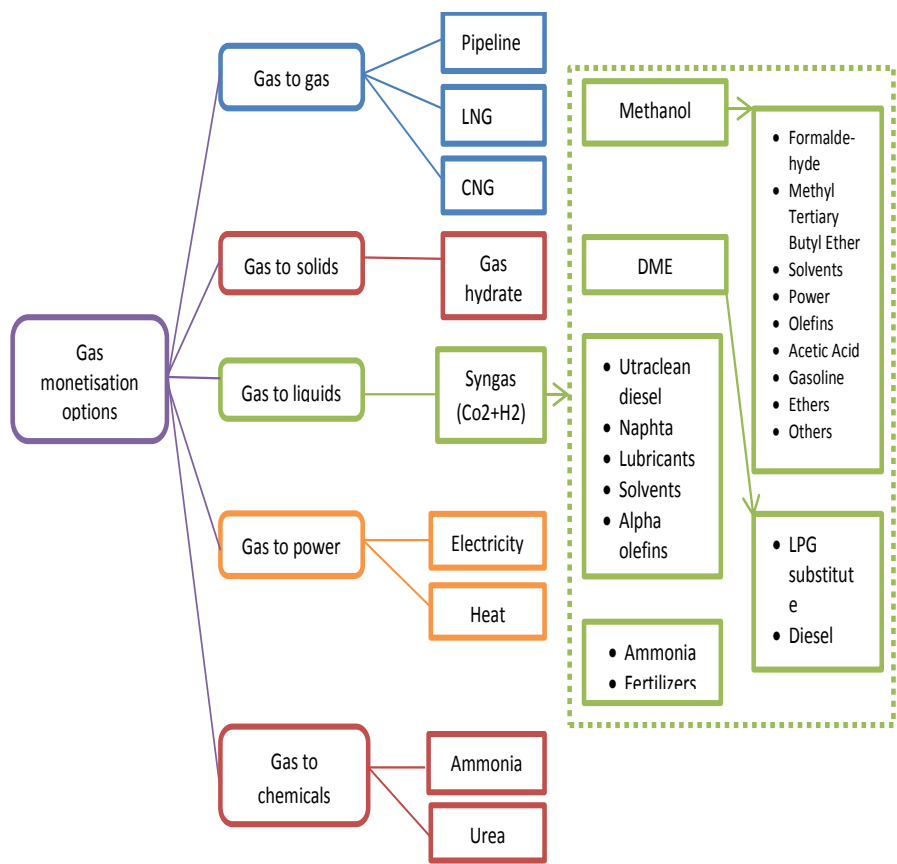 Gas
monetisation
options
Gas to gas
Pipeline
LNG
CNG
Gas to solids
Gas
hydrate
Gas to liquids
Syngas
(Co2+H2)
Gas to power
Electricity
Heat
Gas to
chemicals
Ammonia
Urea
Methanol
• Formalde-
hyde
• Methyl
Tertiary
Butyl Ether
• Solvents
• Power
• Olefins
• Acetic Acid
• Gasoline
• Ethers
• Others
DME
• LPG
substitut
e
• Diesel
• Utraclean
diesel
• Naphta
• Lubricants
• Solvents
• Alpha
olefins
• Ammonia
• Fertilizers